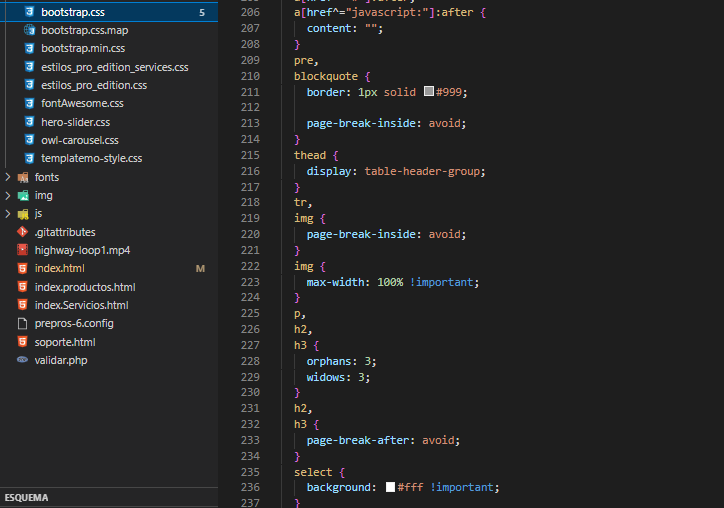 bootstrap.css 5
bootstrap.css.map
bootstrap.min.css
estilos_pro_edition_services.css
estilos_pro_edition.css
fontAwesome.css
hero-slider.css
owl-carousel.css
templatemo-style.css
fonts
img
js
.gitattributes
highway-loop1.mp4
index.html M
index.productos.html
index.Servicios.html
prepros-6.config
soporte.html
validar.php
ESQUEMA
206 a[href^="javascript:"]:after {
207 content: "";
208 }
209 pre,
210 blockquote {
211 border: 1px solid #999;
212
213 page-break-inside: avoid;
214 }
215 thead {
216 display: table-header-group;
217 }
218 tr,
219 img {
220 page-break-inside: avoid;
221 }
222 img {
223 max-width: 100% !important;
224 }
225 p,
226 h2,
227 h3 {
228 orphans: 3;
229 widows: 3;
230 }
231 h2,
232 h3 {
233 page-break-after: avoid;
234 }
235 select {
236 background: #fff !important;
237 }